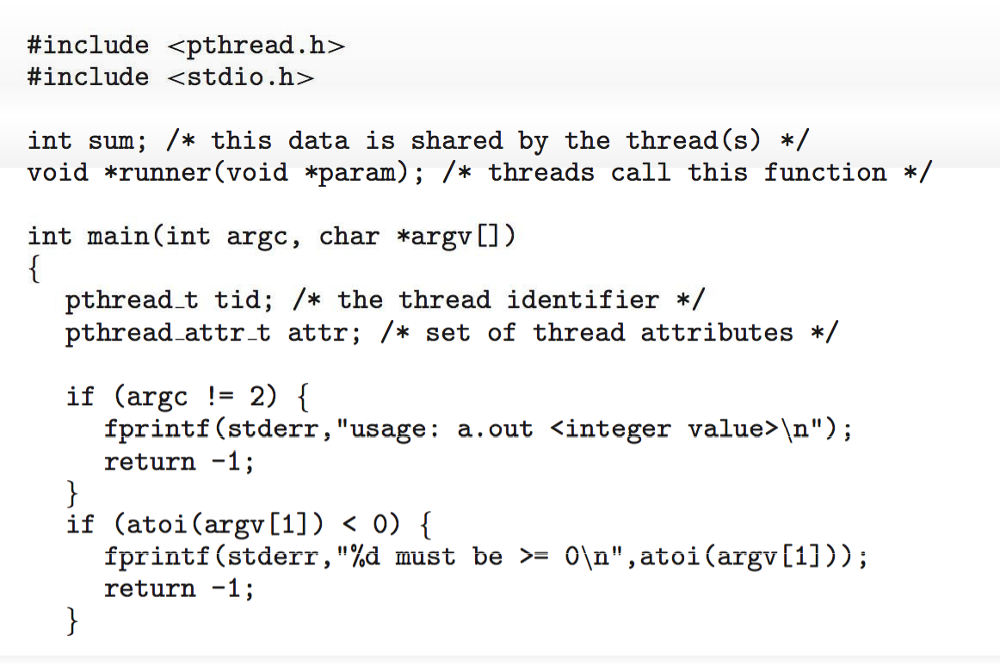 #include <pthread.h>
#include <stdio.h>
int sum; /* this data is shared by the thread(s) */
void *runner(void *param); /* threads call this function */
int main(int argc, char *argv[])
{
pthread_t tid; /* the thread identifier */
pthread_attr_t attr; /* set of thread attributes */
if (argc != 2) {
fprintf(stderr,"usage: a.out <integer value>\n");
return -1;
}
if (atoi(argv[1]) < 0) {
fprintf(stderr,"%d must be >= 0\n",atoi(argv[1]));
return -1;
}